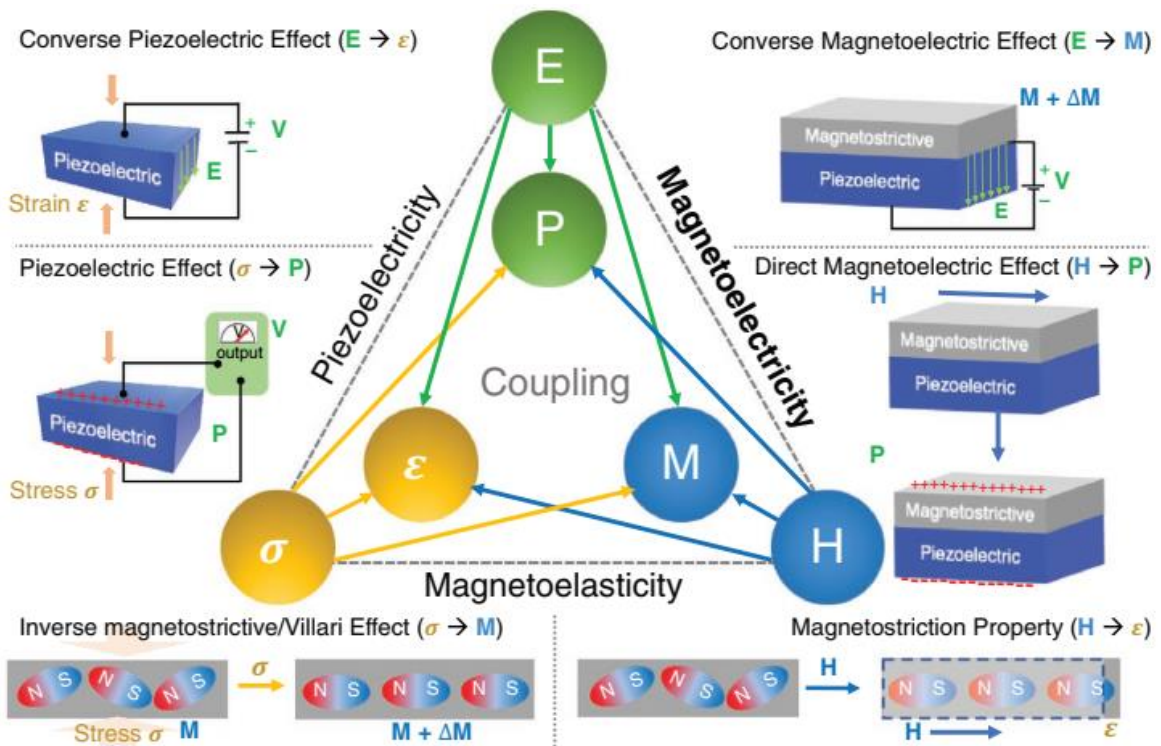 Converse Piezoelectric Effect (E → ε)
V
+
−
Piezoelectric
E
Strain ε
Piezoelectric Effect (σ → P)
V
V
output
++++++++++
Piezoelectric
P
Stress σ
E
P
ε
M
σ
H
Coupling
Piezoelectricity
Magnetoelectricity
Magnetoelasticity
Converse Magnetoelectric Effect (E → M)
M + ΔM
Magnetostrictive
Piezoelectric
+
V
−
E
Direct Magnetoelectric Effect (H → P)
H
Magnetostrictive
Piezoelectric
P
Magnetostrictive
Piezoelectric
Inverse magnetostrictive/Villari Effect (σ → M)
N S N S N S
σ
N S N S N S
Stress σ M
M + ΔM
Magnetostriction Property (H → ε)
N S N S N S
H
N S N S N S
H
ε